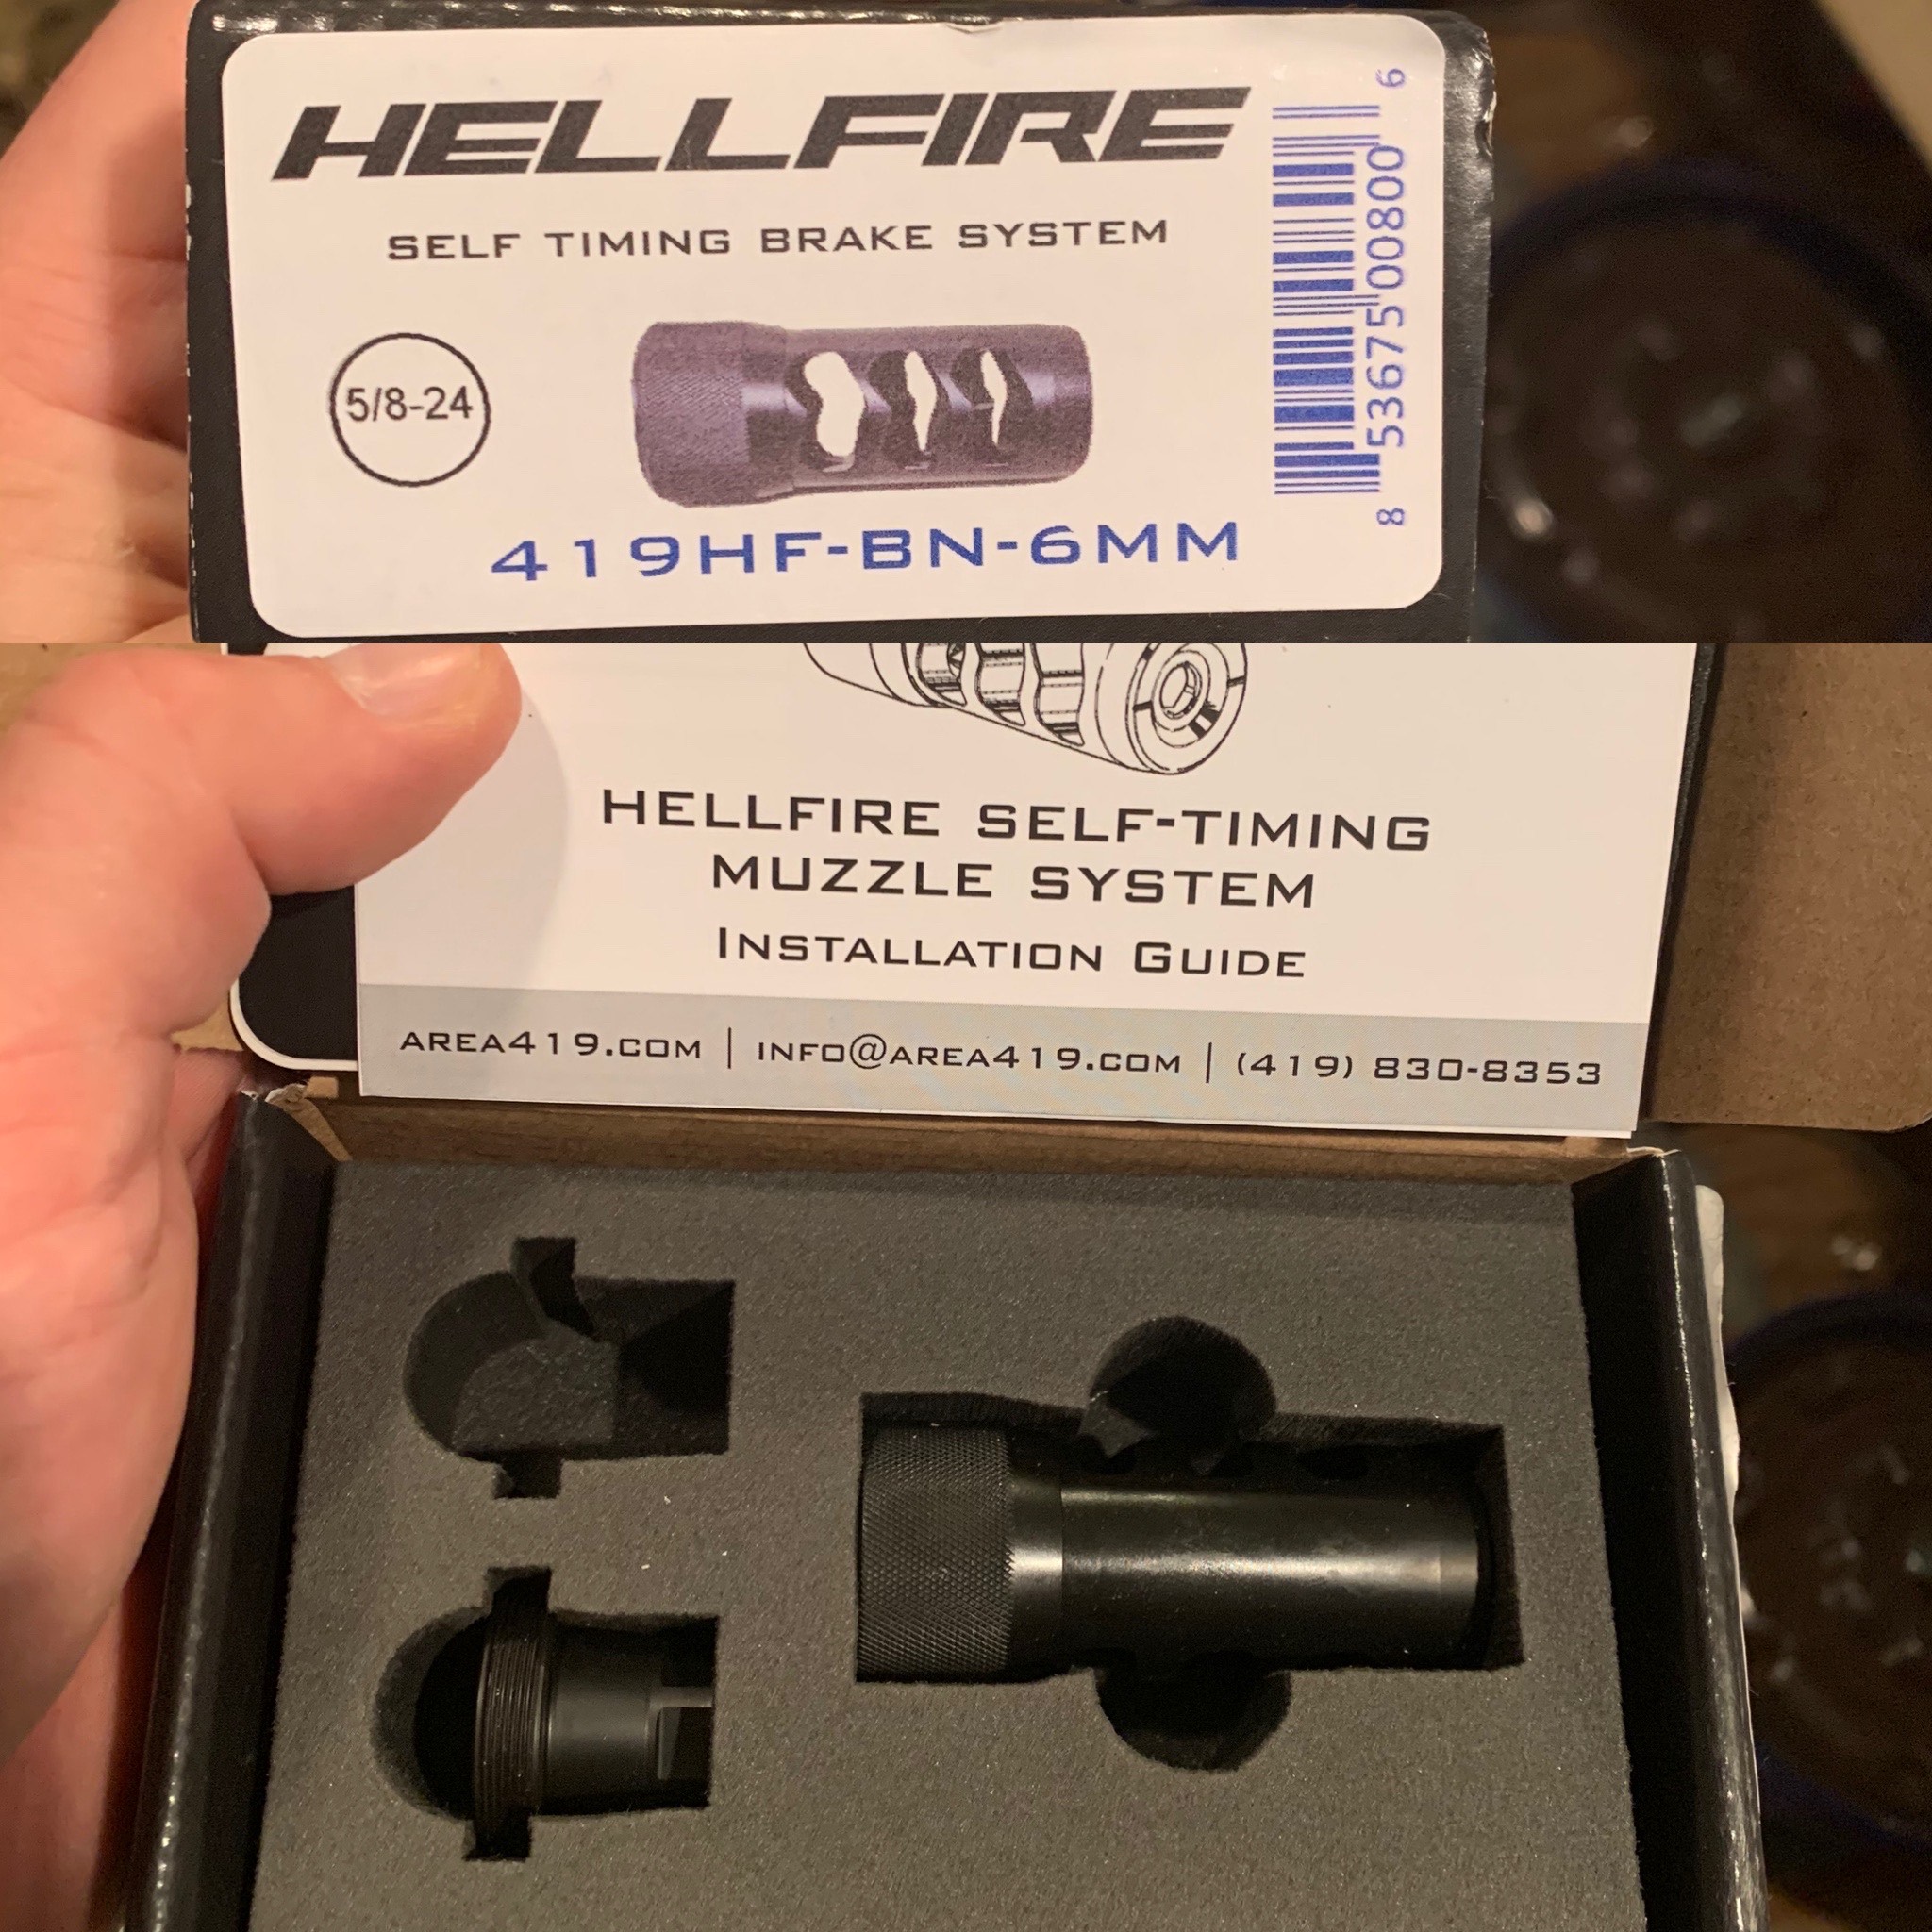 HELLFIRE
SELF TIMING BRAKE SYSTEM
5/8-24
419HF-BN-6MM
8 53675 00800 6
HELLFIRE SELF-TIMING
MUZZLE SYSTEM
INSTALLATION GUIDE
AREA419.COM | INFO@AREA419.COM | (419) 830-8353